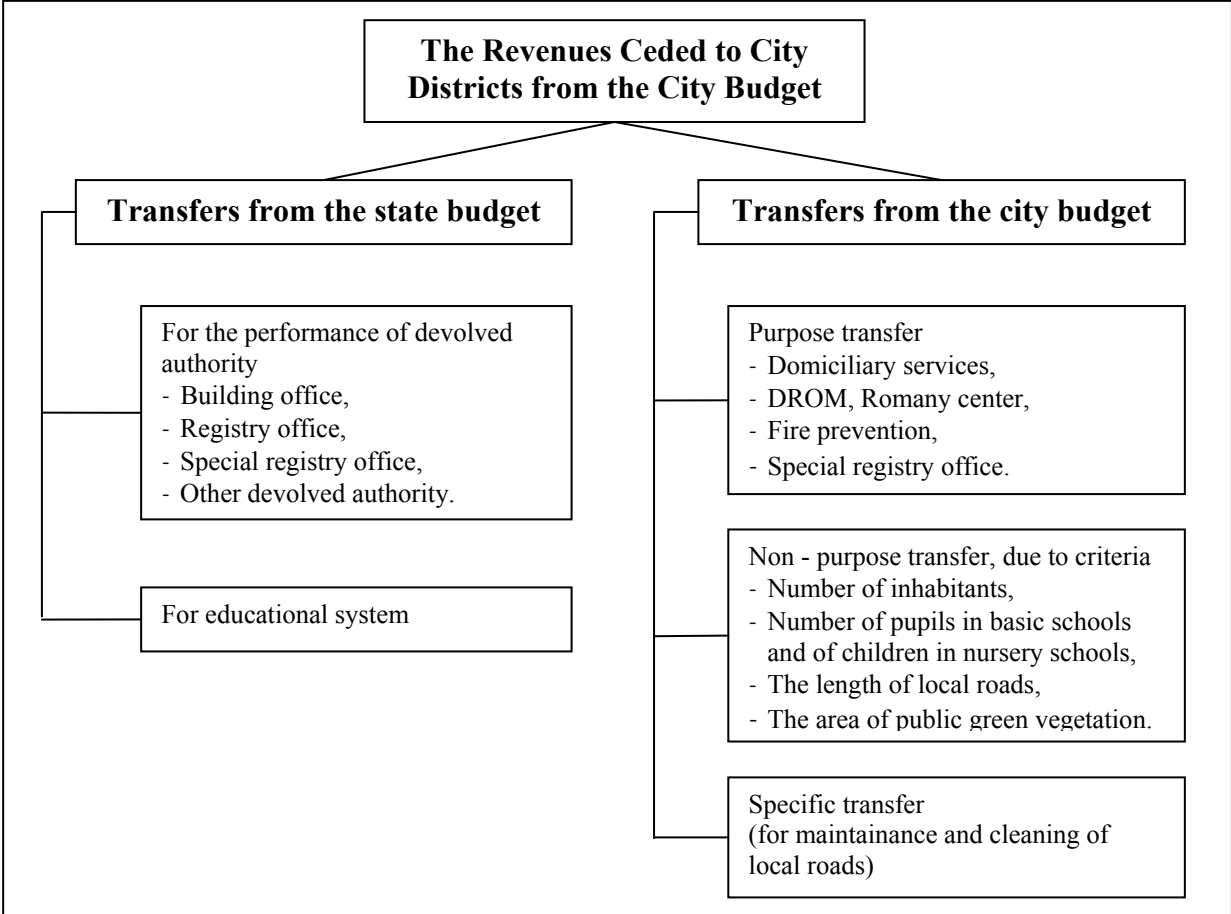 The Revenues Ceded to City
Districts from the City Budget
Transfers from the state budget
For the performance of devolved
authority
- Building office,
- Registry office,
- Special registry office,
- Other devolved authority.
For educational system
Transfers from the city budget
Purpose transfer
- Domiciliary services,
- DROM, Romany center,
- Fire prevention,
- Special registry office.
Non - purpose transfer, due to criteria
- Number of inhabitants,
- Number of pupils in basic schools
and of children in nursery schools,
- The length of local roads,
- The area of public green vegetation.
Specific transfer
(for maintainance and cleaning of
local roads)